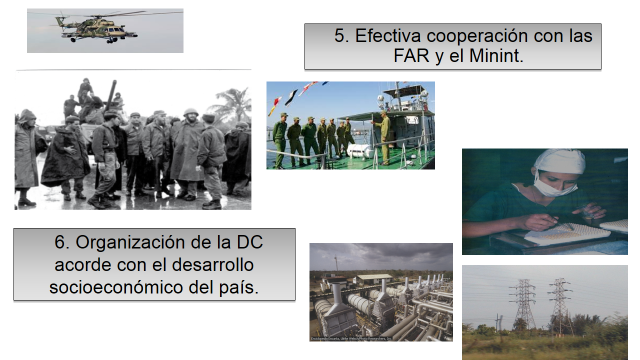 5. Efectiva cooperación con las
FAR y el Minint.
6. Organización de la DC
acorde con el desarrollo
socioeconómico del país.